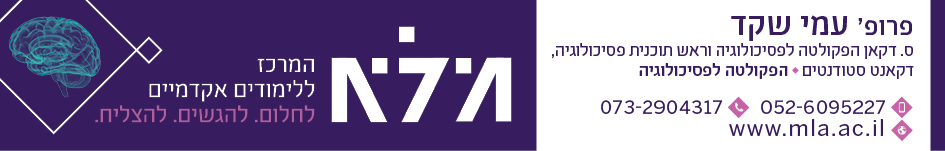 פרופ' עמי שקד
ס. דקאן הפקולטה לפסיכולוגיה וראש תוכנית פסיכולוגיה,
דקאנט סטודנטים ♦ הפקולטה לפסיכולוגיה
052-6095227 073-2904317
www.mla.ac.il
מלא
המרכז
ללימודים אקדמיים
לחלום. להגשים. להצליח.